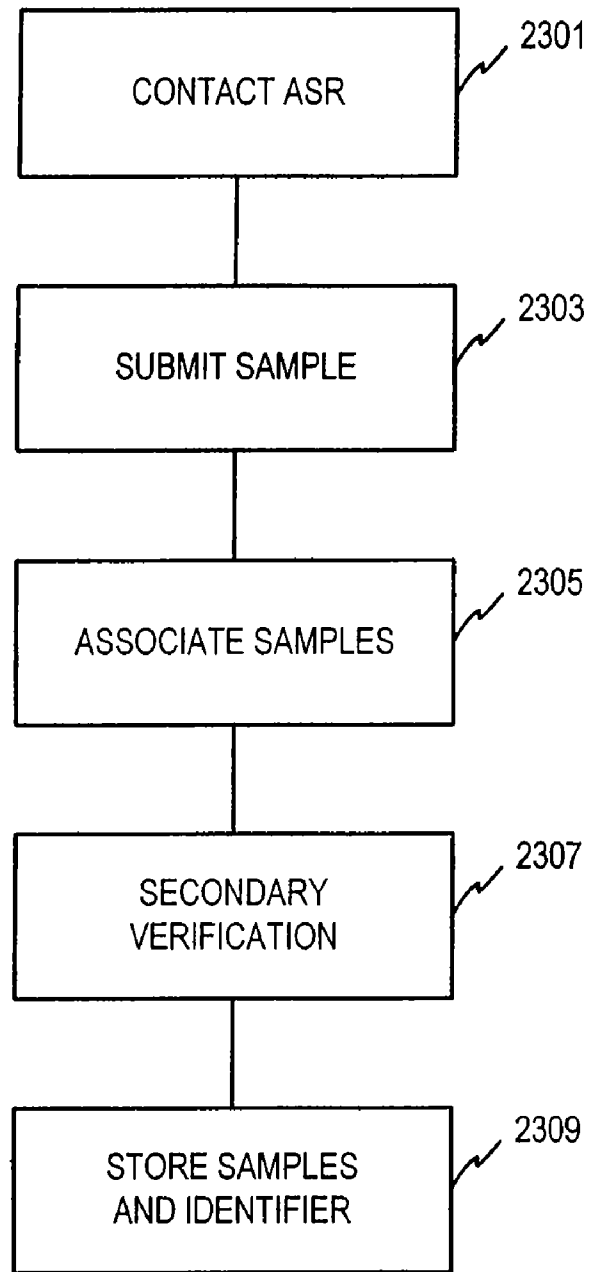 2301
CONTACT ASR
2303
SUBMIT SAMPLE
2305
ASSOCIATE SAMPLES
2307
SECONDARY
VERIFICATION
2309
STORE SAMPLES
AND IDENTIFIER